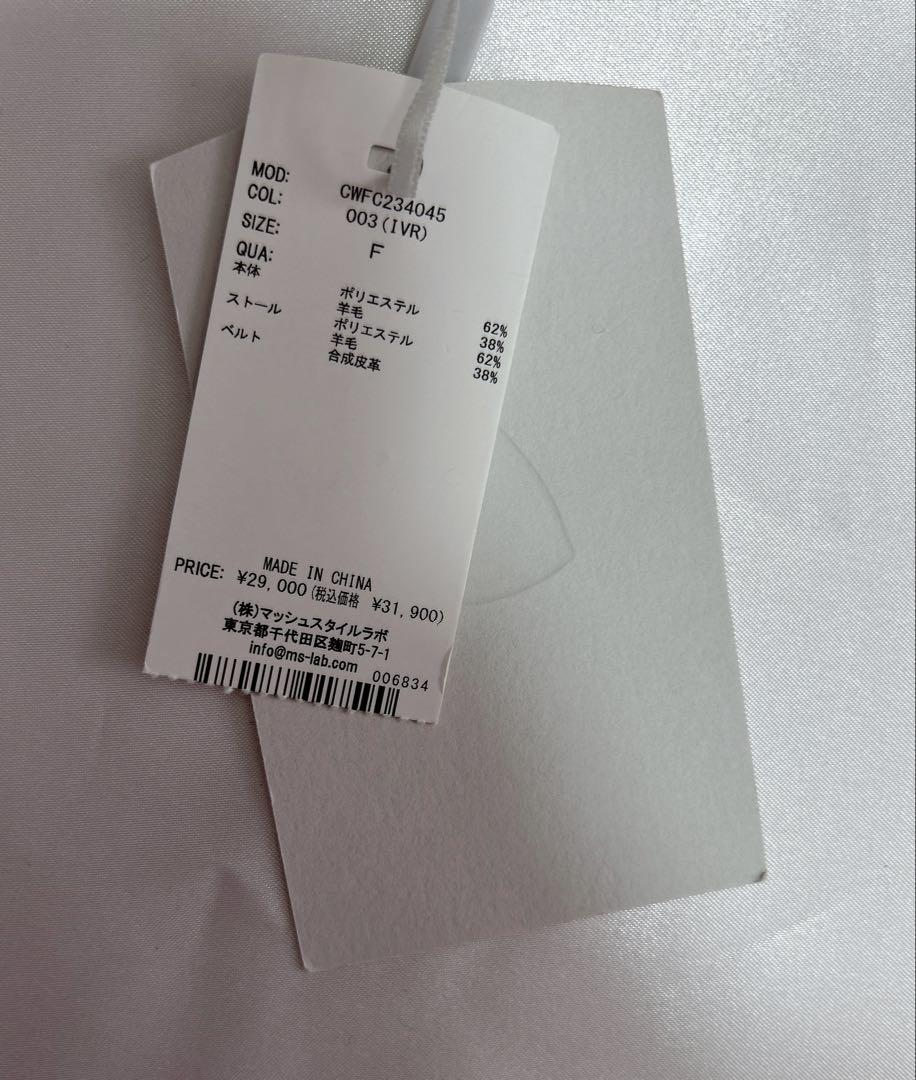 MOD: CWFC234045
COL: 003(IVR)
SIZE: F
QUA:
本体 ポリエステル 62%
羊毛 38%
ストール ポリエステル 62%
羊毛 38%
ベルト 合成皮革
MADE IN CHINA
PRICE: ¥29,000(税込価格 ¥31,900)
(株)マッシュスタイルラボ
東京都千代田区麹町5-7-1
info@ms-lab.com
006834